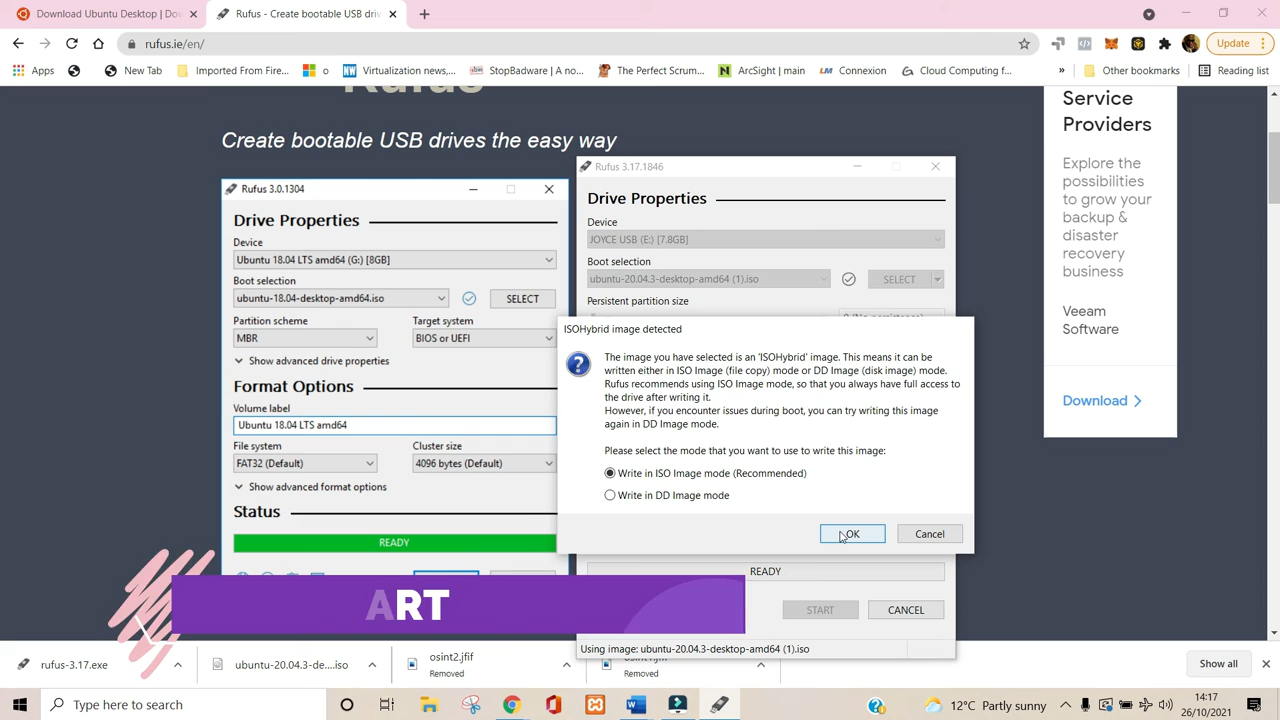 Download Ubuntu Desktop | Do
Rufus - Create bootable USB driv
rufus.ie/en/
Update
Apps
New Tab
Imported From Fire...
o
Virtualization news,...
StopBadware | A no...
The Perfect Scrum...
ArcSight | main
Connexion
Cloud Computing f...
»
Other bookmarks
Reading list
Rufus
Create bootable USB drives the easy way
Rufus 3.0.1304
Drive Properties
Device
Ubuntu 18.04 LTS amd64 (G:) [8GB]
Boot selection
ubuntu-18.04-desktop-amd64.iso
SELECT
Partition scheme
Target system
MBR
BIOS or UEFI
Show advanced drive properties
Format Options
Volume label
Ubuntu 18.04 LTS amd64
File system
Cluster size
FAT32 (Default)
4096 bytes (Default)
Show advanced format options
Status
READY
Rufus 3.17.1846
Drive Properties
Device
JOYCE USB (E:) [7.8GB]
Boot selection
ubuntu-20.04.3-desktop-amd64 (1).iso
SELECT
Persistent partition size
0 (No persistence)
ISOHybrid image detected
The image you have selected is an 'ISOHybrid' image. This means it can be
written either in ISO Image (file copy) mode or DD Image (disk image) mode.
Rufus recommends using ISO Image mode, so that you always have full access to
the drive after writing it.
However, if you encounter issues during boot, you can try writing this image
again in DD Image mode.
Please select the mode that you want to use to write this image:
Write in ISO Image mode (Recommended)
Write in DD Image mode
OK
Cancel
READY
START
CANCEL
Using image: ubuntu-20.04.3-desktop-amd64 (1).iso
Service
Providers
Explore the
possibilities
to grow your
backup &
disaster
recovery
business
Veeam
Software
Download
ART
rufus-3.17.exe
ubuntu-20.04.3-de....iso
osint2.jfif
Removed
Removed
Show all
Type here to search
12°C Partly sunny
14:17
26/10/2021